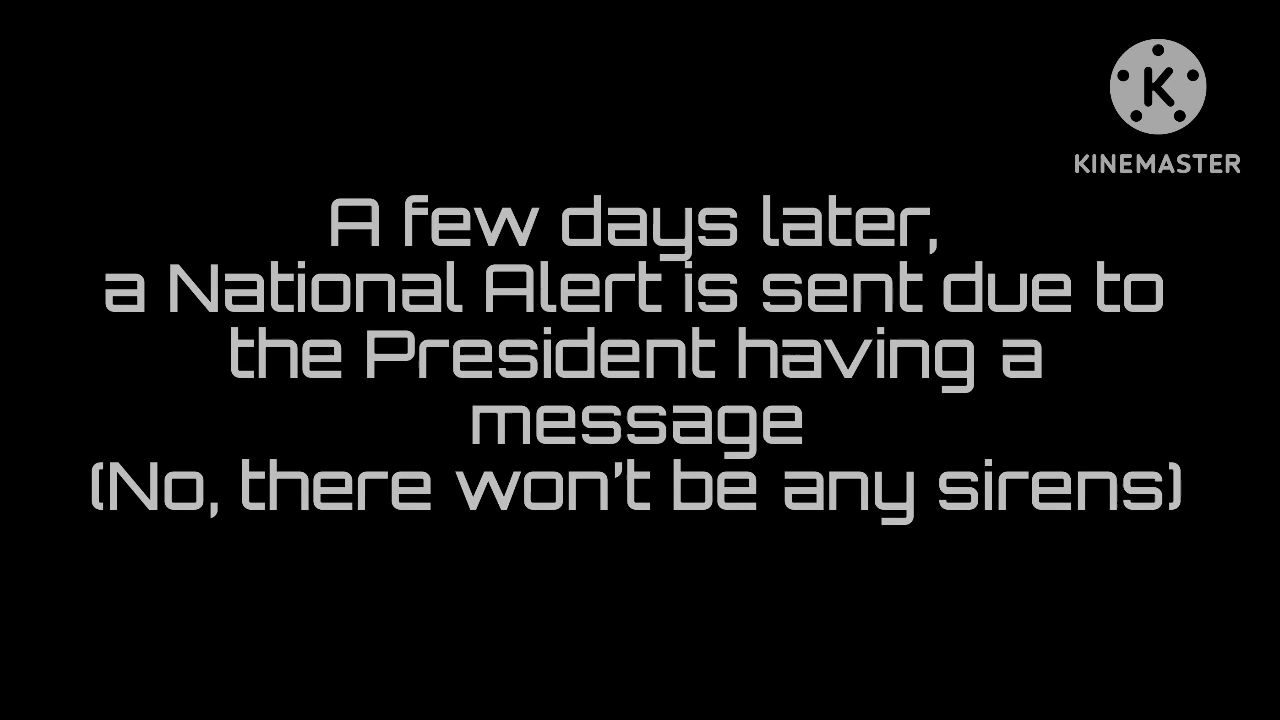 K
KINEMASTER
A few days later,
a National Alert is sent due to
the President having a
message
(No, there won't be any sirens)